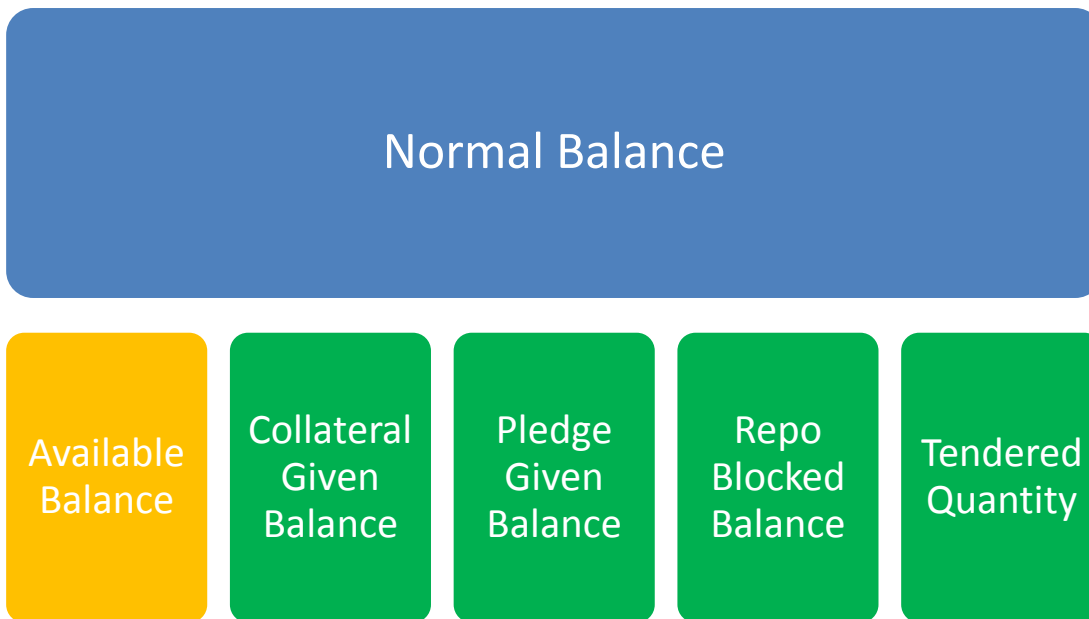 Normal Balance
Available
Balance
Collateral
Given
Balance
Pledge
Given
Balance
Repo
Blocked
Balance
Tendered
Quantity